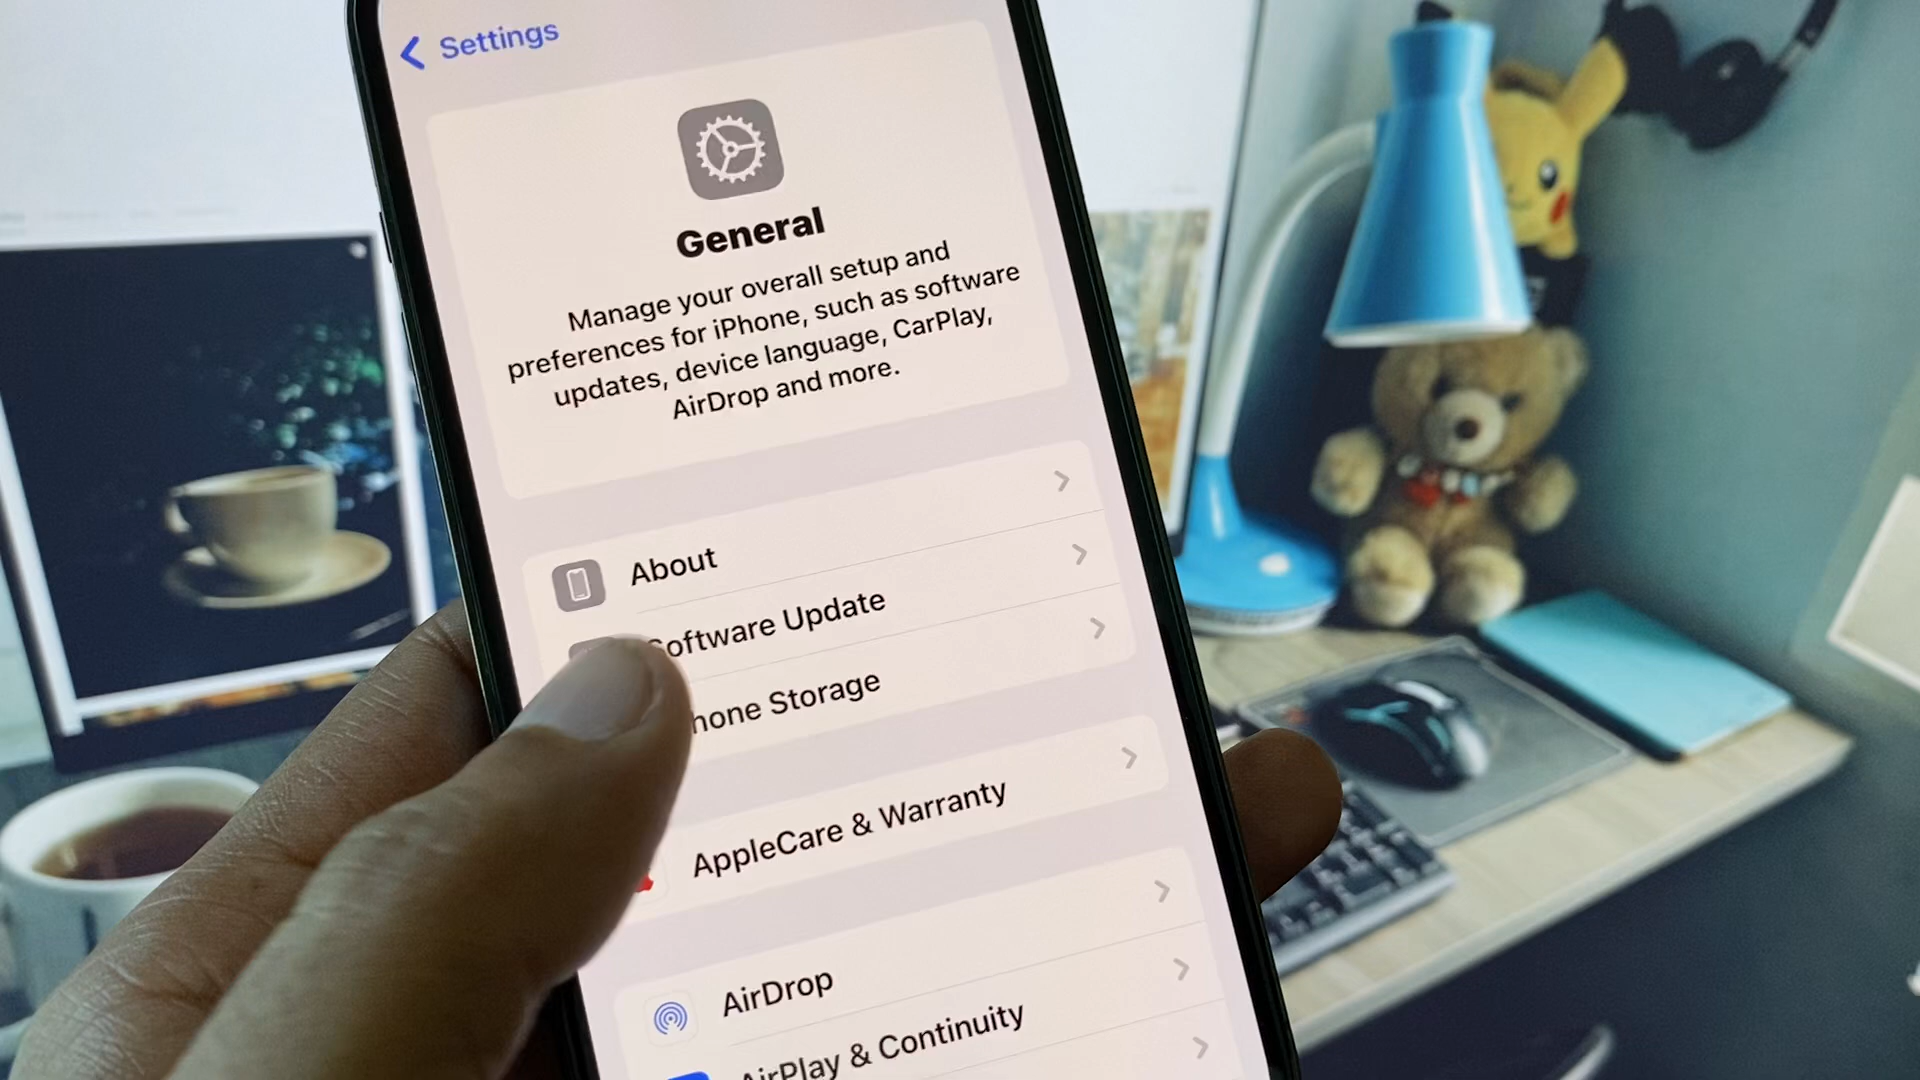 Settings
General
Manage your overall setup and
preferences for iPhone, such as software
updates, device language, CarPlay,
AirDrop and more.
About
Software Update
hone Storage
AppleCare & Warranty
AirDrop
AirPlay & Continuity